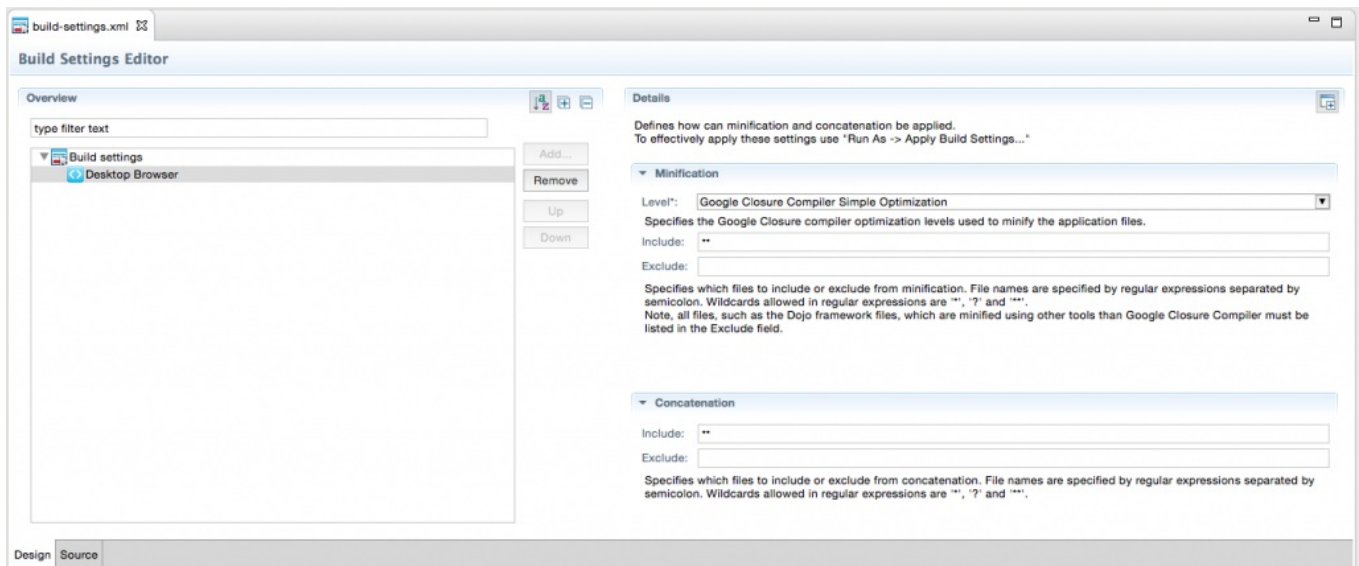 build-settings.xml
Build Settings Editor
Overview
type filter text
Build settings
Desktop Browser
Add...
Remove
Up
Down
Details
Defines how can minification and concatenation be applied.
To effectively apply these settings use "Run As -> Apply Build Settings..."
Minification
Level*: Google Closure Compiler Simple Optimization
Specifies the Google Closure compiler optimization levels used to minify the application files.
Include: **
Exclude:
Specifies which files to include or exclude from minification. File names are specified by regular expressions separated by
semicolon. Wildcards allowed in regular expressions are '*', '?' and '**'.
Note, all files, such as the Dojo framework files, which are minified using other tools than Google Closure Compiler must be
listed in the Exclude field.
Concatenation
Include: **
Exclude:
Specifies which files to include or exclude from concatenation. File names are specified by regular expressions separated by
semicolon. Wildcards allowed in regular expressions are '*', '?' and '**'.
Design Source